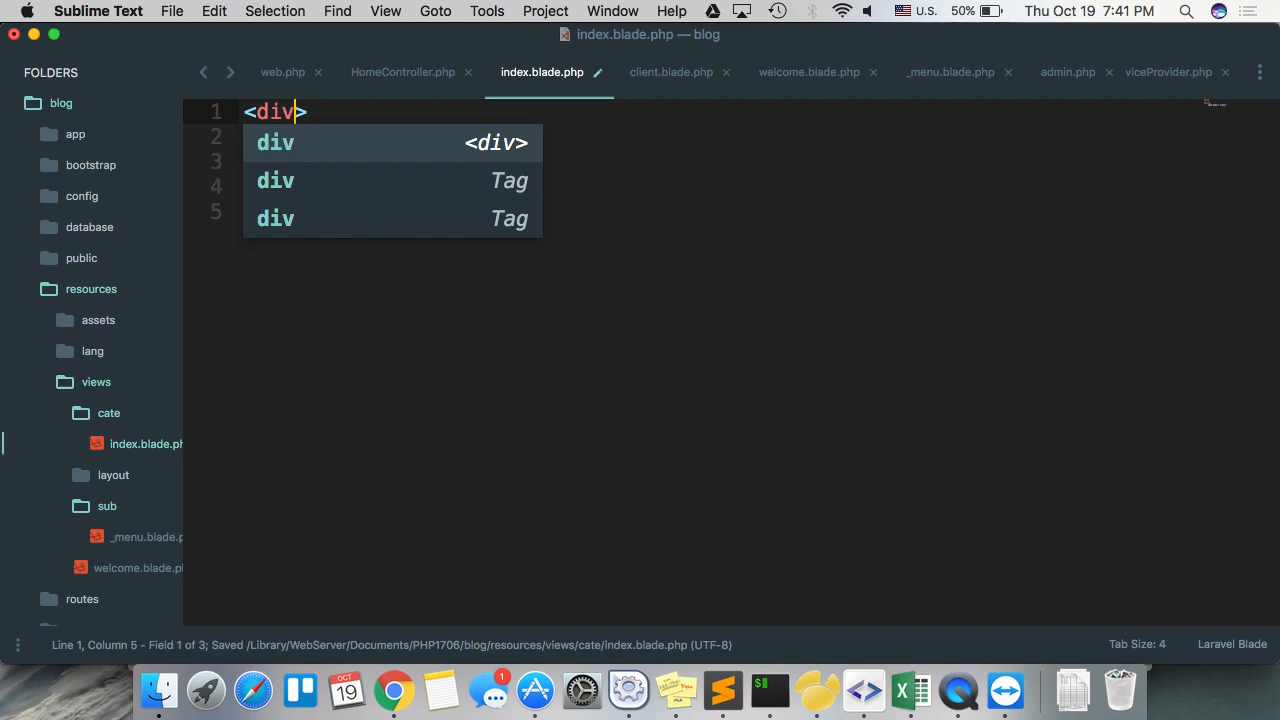 Sublime Text File Edit Selection Find View Goto Tools Project Window Help U.S. 50% Thu Oct 19 7:41 PM
index.blade.php — blog
FOLDERS
web.php HomeController.php index.blade.php client.blade.php welcome.blade.php _menu.blade.php admin.php viceProvider.php
blog
app
bootstrap
config
database
public
resources
assets
lang
views
cate
index.blade.ph
layout
sub
_menu.blade.p
welcome.blade.pl
routes
1 <div>
2
3
4
5
div <div>
div Tag
div Tag
Line 1, Column 5 - Field 1 of 3; Saved /Library/WebServer/Documents/PHP1706/blog/resources/views/cate/index.blade.php (UTF-8) Tab Size: 4 Laravel Blade
OCT
19
1
$